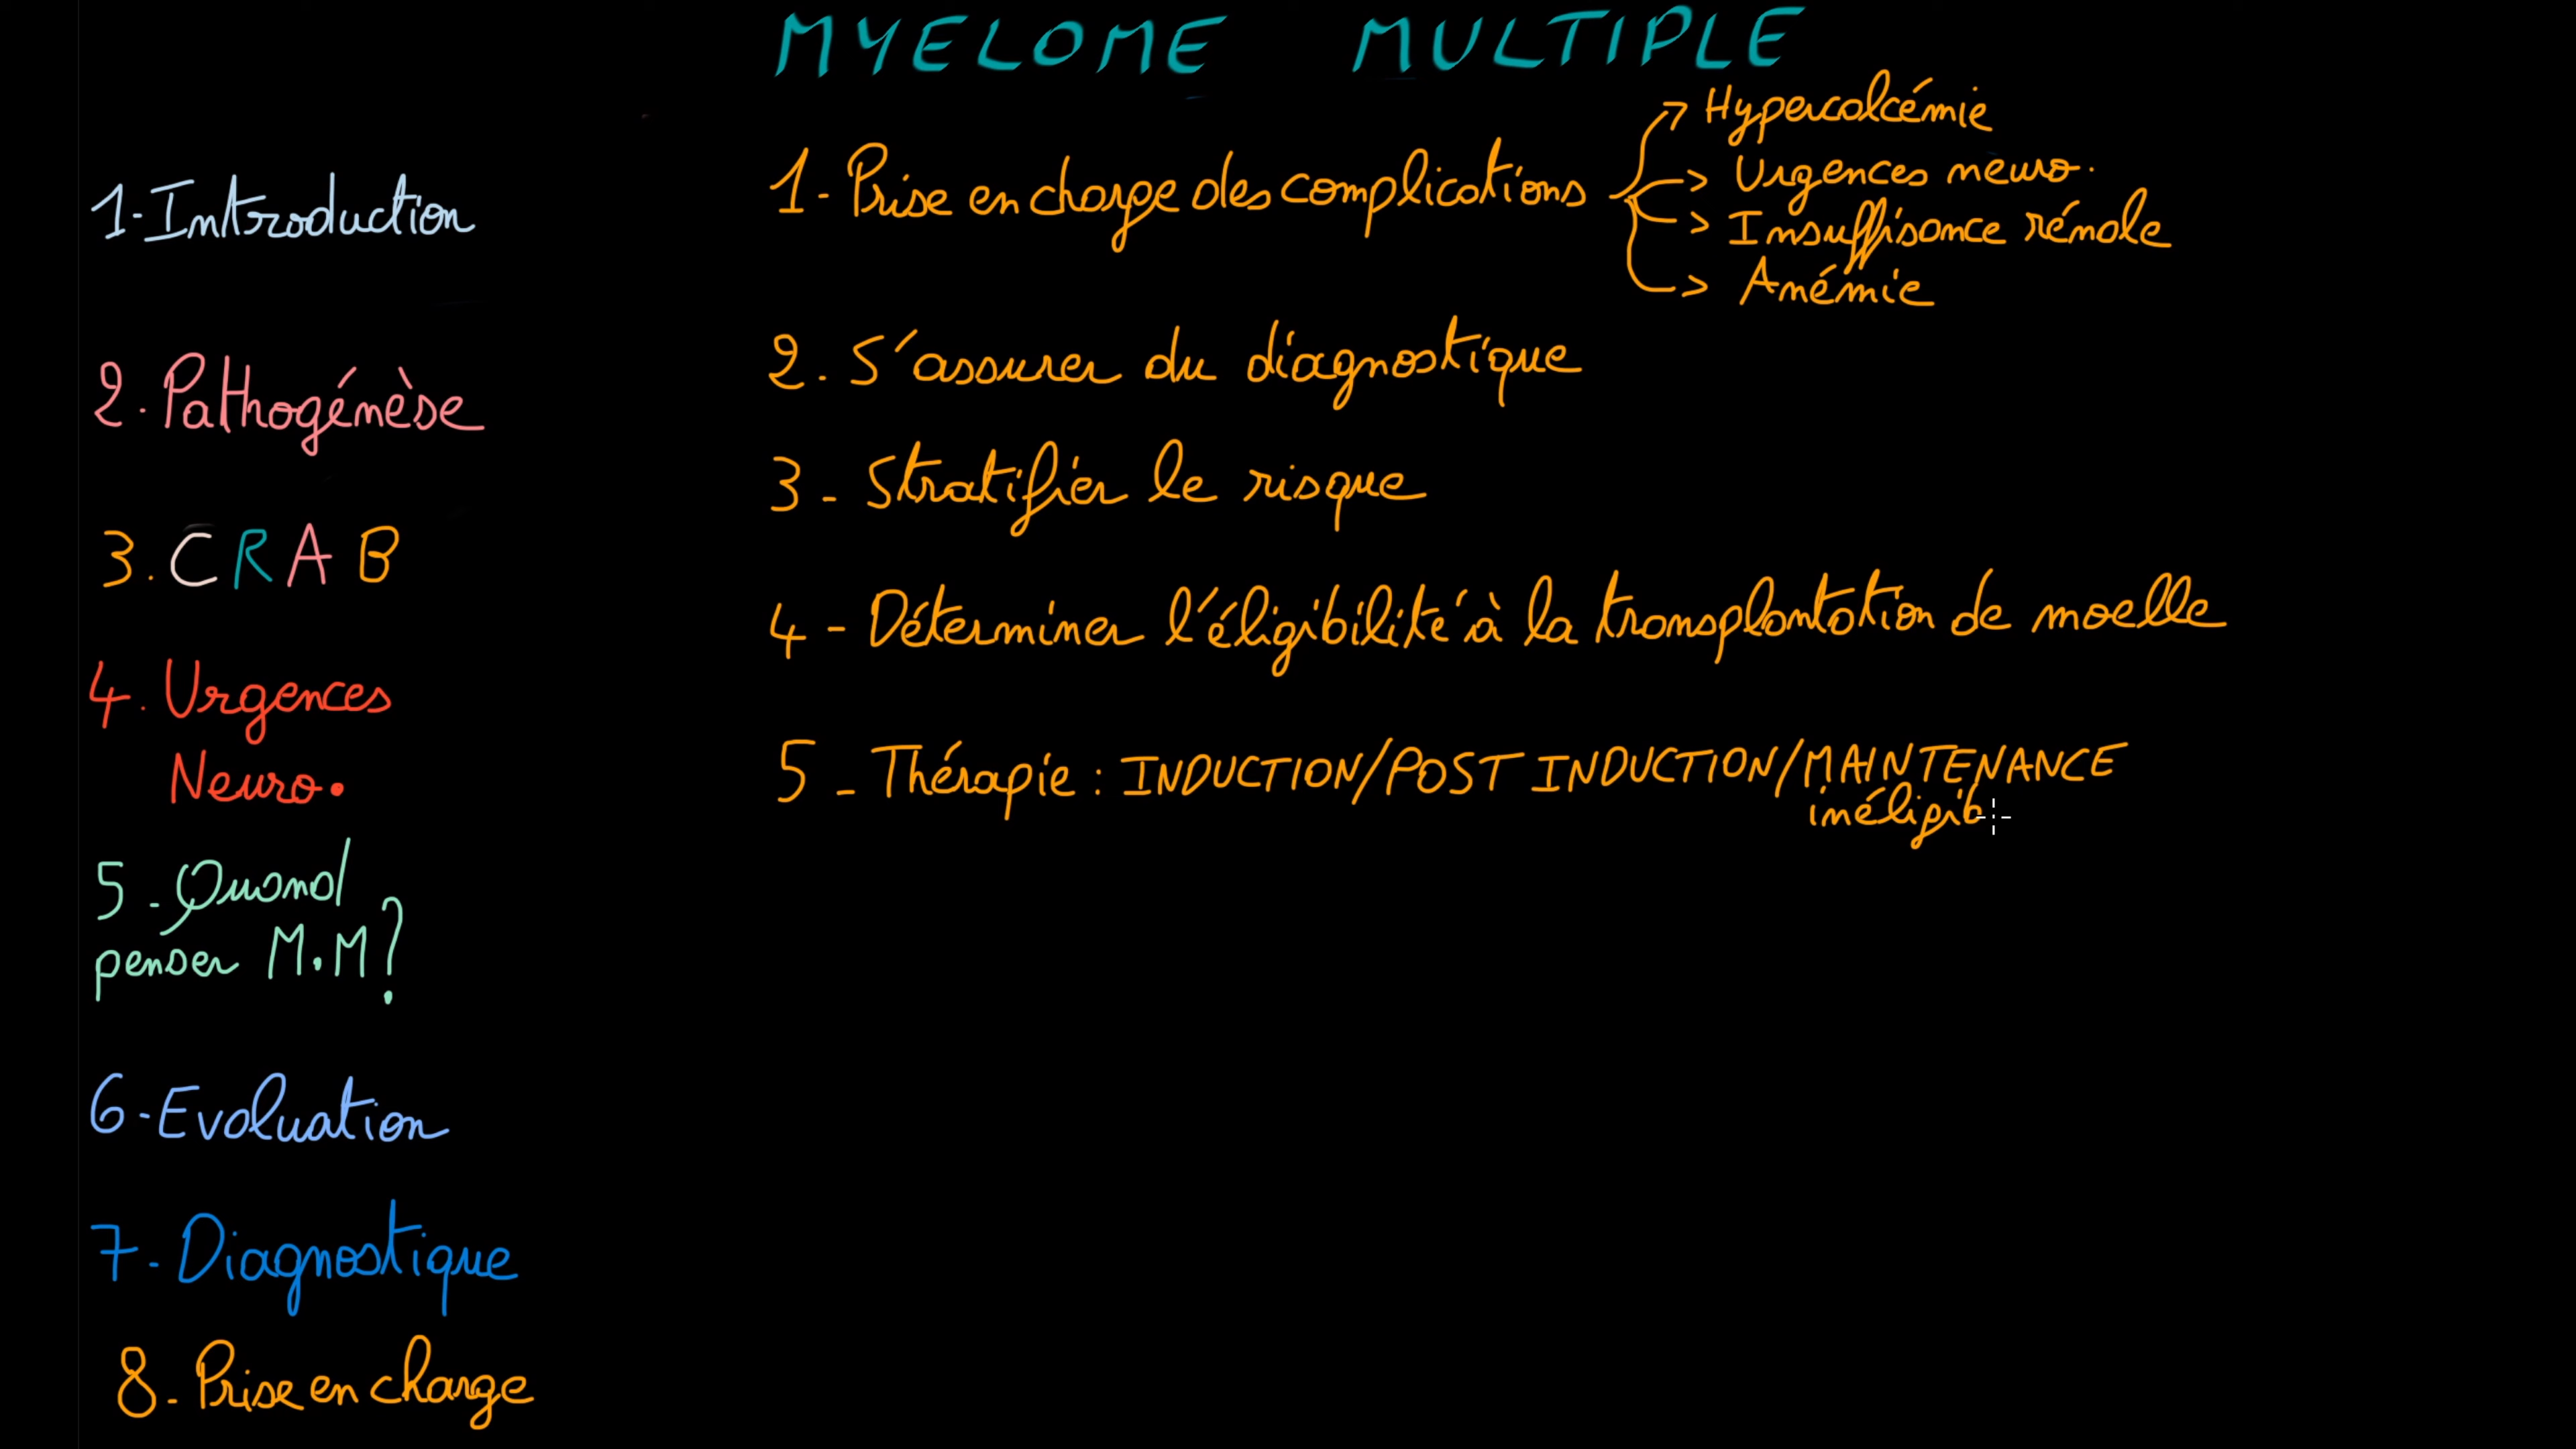 MYELOME MULTIPLE
1-Introduction
2.Pathogénèse
3.CRAB
4.Urgences
Neuro.
5-Quand
penser M.M?
6-Evaluation
7-Diagnostique
8-Prise en charge
1-Prise en charge des complications
-> Hypercalcémie
-> Urgences neuro.
-> Insuffisance rénale
-> Anémie
2. S'assurer du diagnostique
3- Stratifier le risque
4- Déterminer l'éligibilité à la transplantation de moelle
5- Thérapie : INDUCTION/POST INDUCTION/MAINTENANCE
inéligib